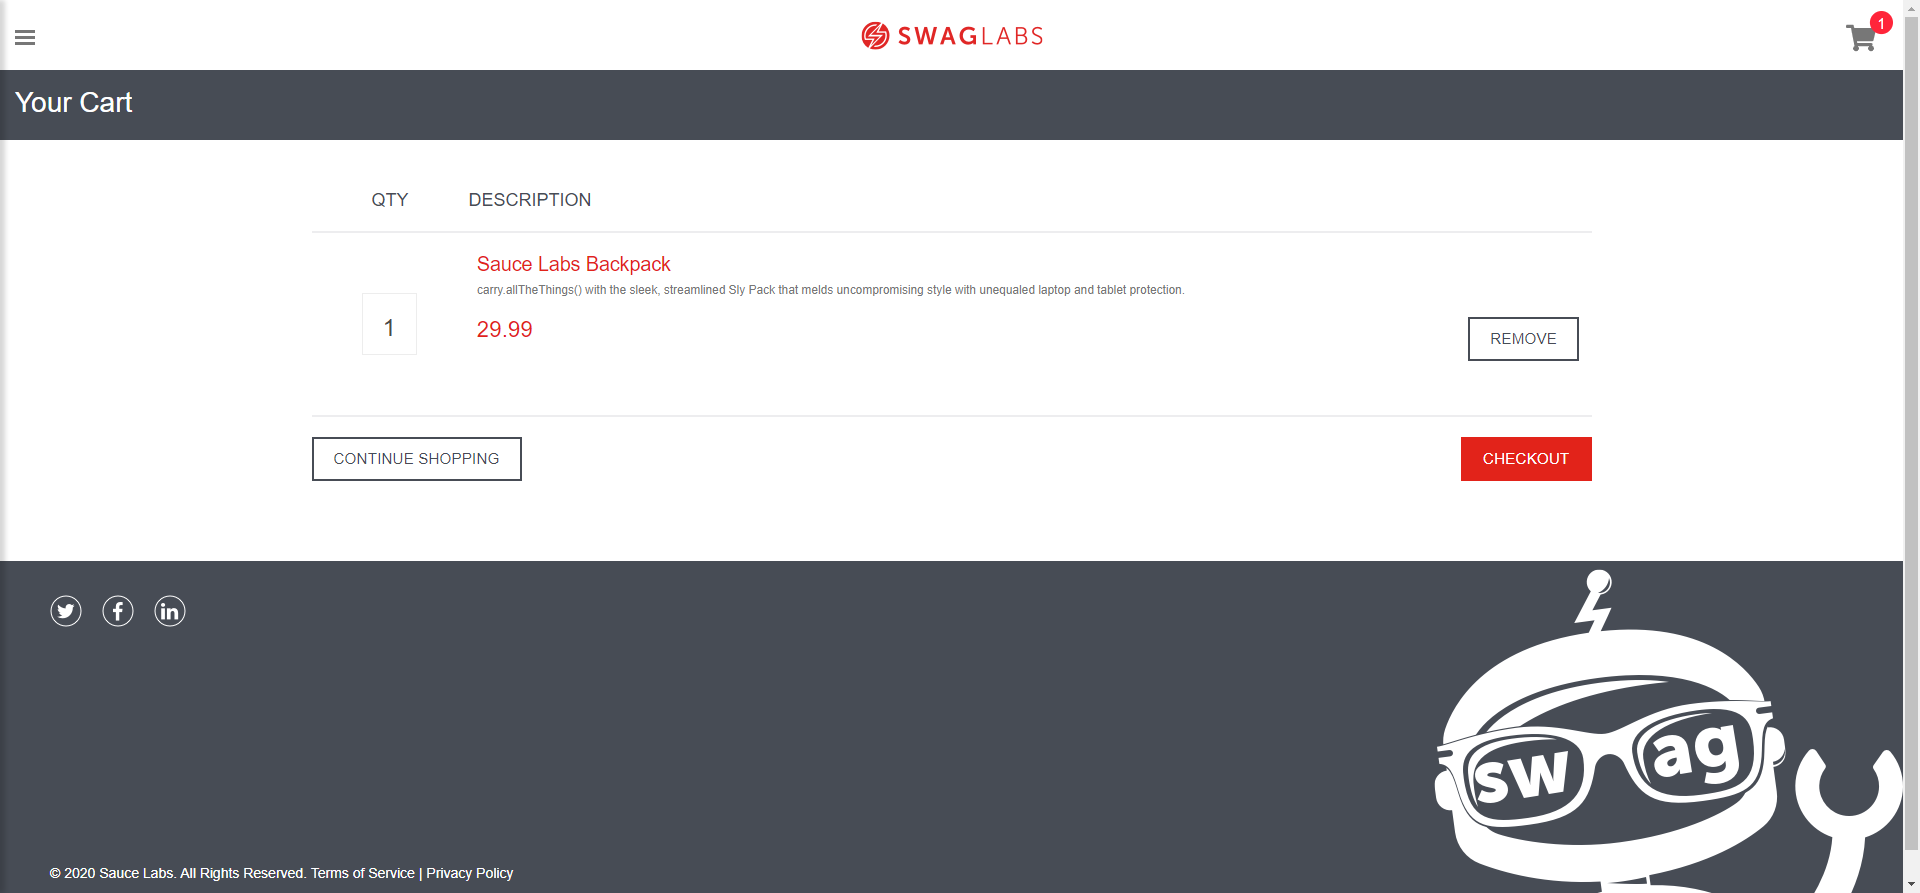 SWAGLABS
1
Your Cart
QTY DESCRIPTION
Sauce Labs Backpack
carry.allTheThings() with the sleek, streamlined Sly Pack that melds uncompromising style with unequaled laptop and tablet protection.
1
29.99
REMOVE
CONTINUE SHOPPING
CHECKOUT
swag
© 2020 Sauce Labs. All Rights Reserved. Terms of Service | Privacy Policy